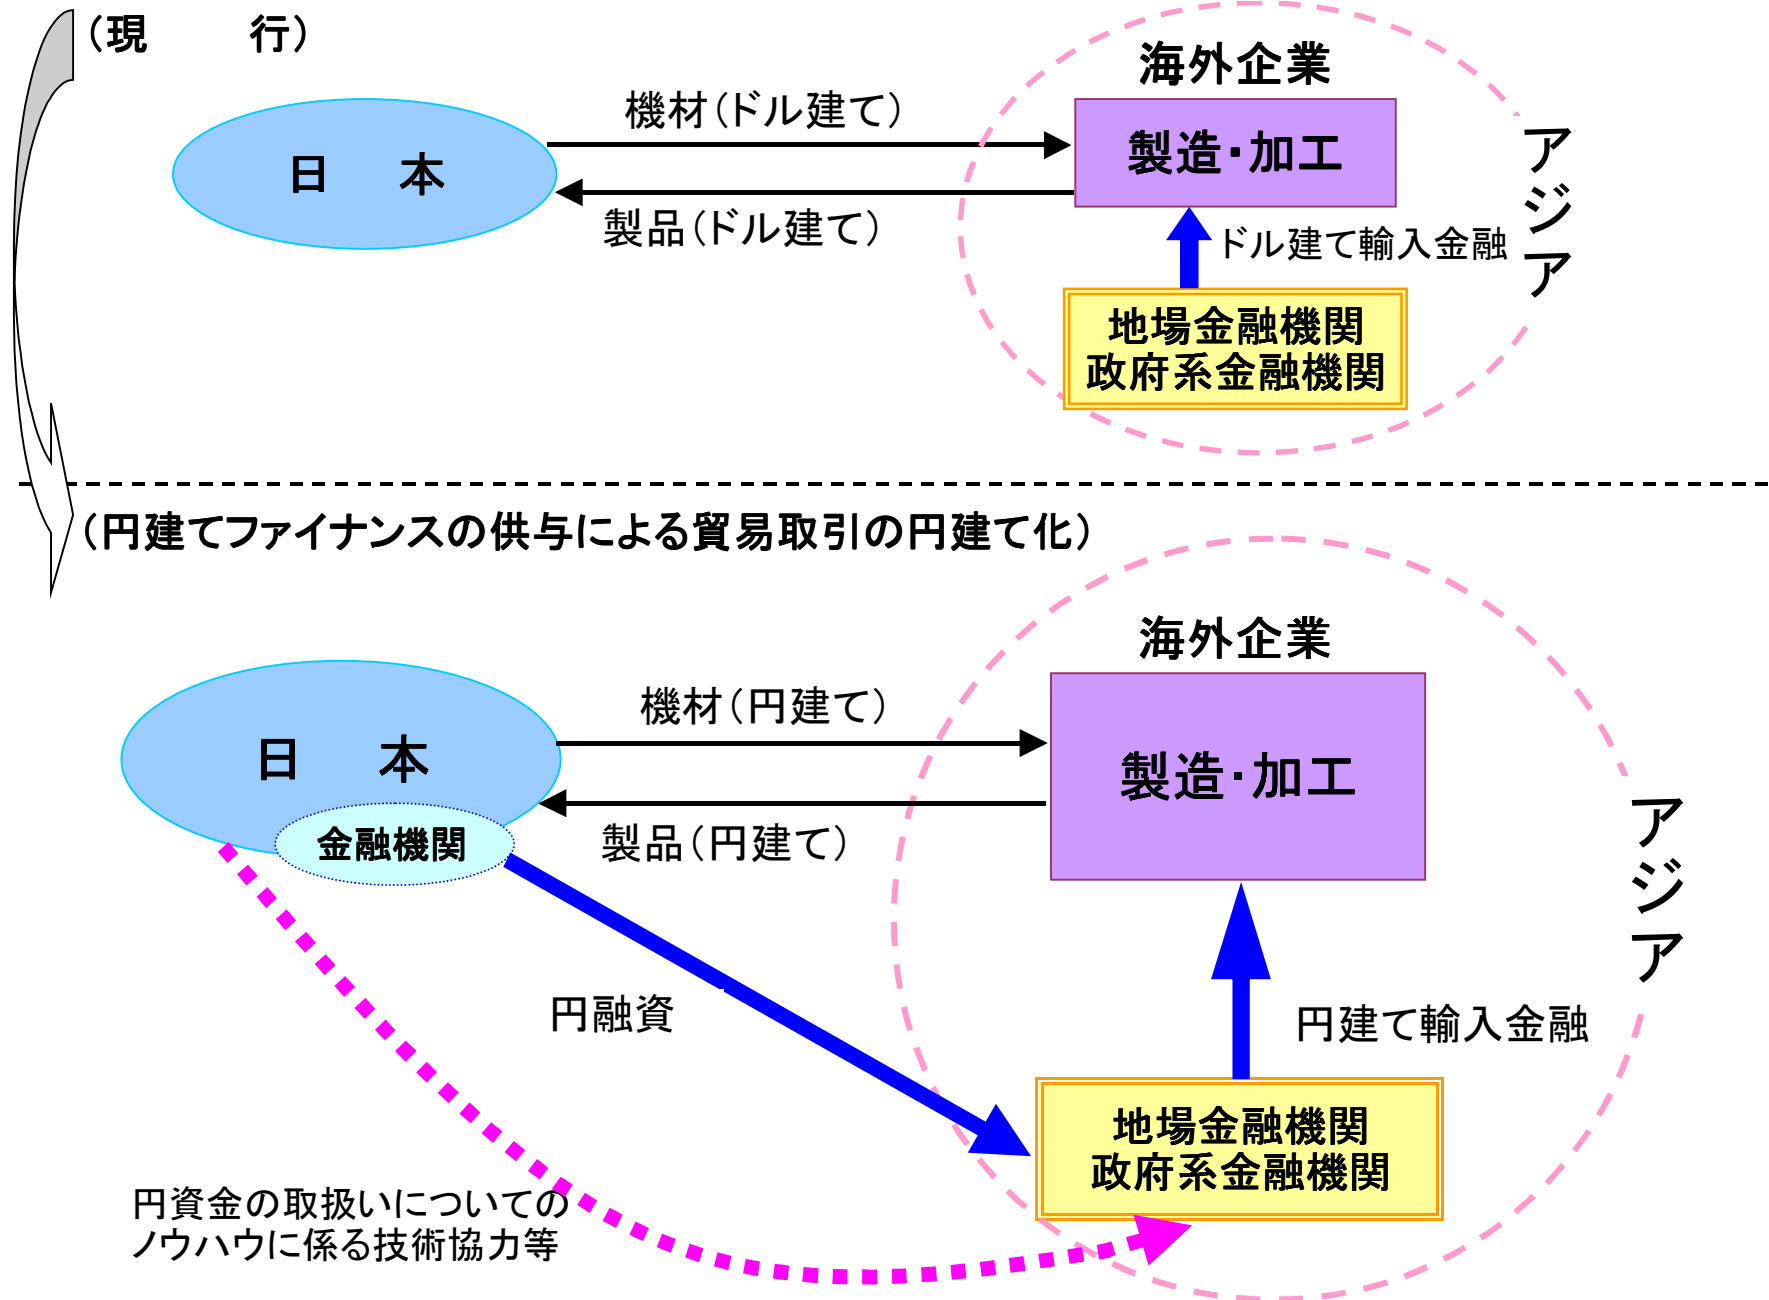 （現　　行）
海外企業
機材（ドル建て）
日　本
製造・加工
製品（ドル建て）
ドル建て輸入金融
アジア
地場金融機関
政府系金融機関
（円建てファイナンスの供与による貿易取引の円建て化）
海外企業
機材（円建て）
日　本
製造・加工
製品（円建て）
金融機関
アジア
円融資
円建て輸入金融
地場金融機関
政府系金融機関
円資金の取扱いについての
ノウハウに係る技術協力等